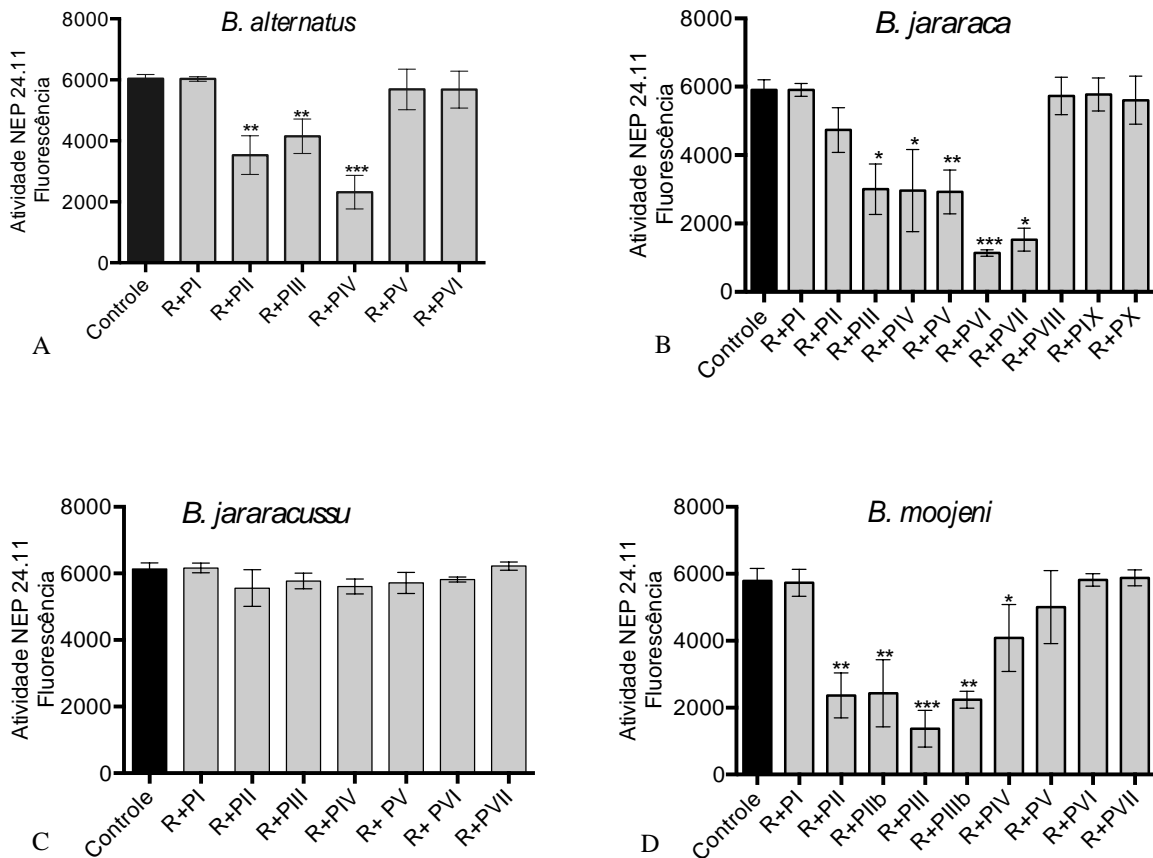 B. alternatus
8000
6000
4000
2000
0
Atividade NEP 24.11
Fluorescência
**
**
***
Controle
R+PI
R+PII
R+PIII
R+PIV
R+PV
R+PVI
A
B. jararaca
8000
6000
4000
2000
0
Atividade NEP 24.11
Fluorescência
*
*
**
***
*
Controle
R+PI
R+PII
R+PIII
R+PIV
R+PV
R+PVI
R+PVII
R+PVIII
R+PIX
R+PX
B
B. jararacussu
8000
6000
4000
2000
0
Atividade NEP 24.11
Fluorescência
Controle
R+PI
R+PII
R+PIII
R+PIV
R+ PV
R+ PVI
R+PVII
C
B. moojeni
8000
6000
4000
2000
0
Atividade NEP 24.11
Fluorescência
**
**
***
**
*
Controle
R+PI
R+PII
R+PIIb
R+PIII
R+PIIIb
R+PIV
R+PV
R+PVI
R+PVII
D